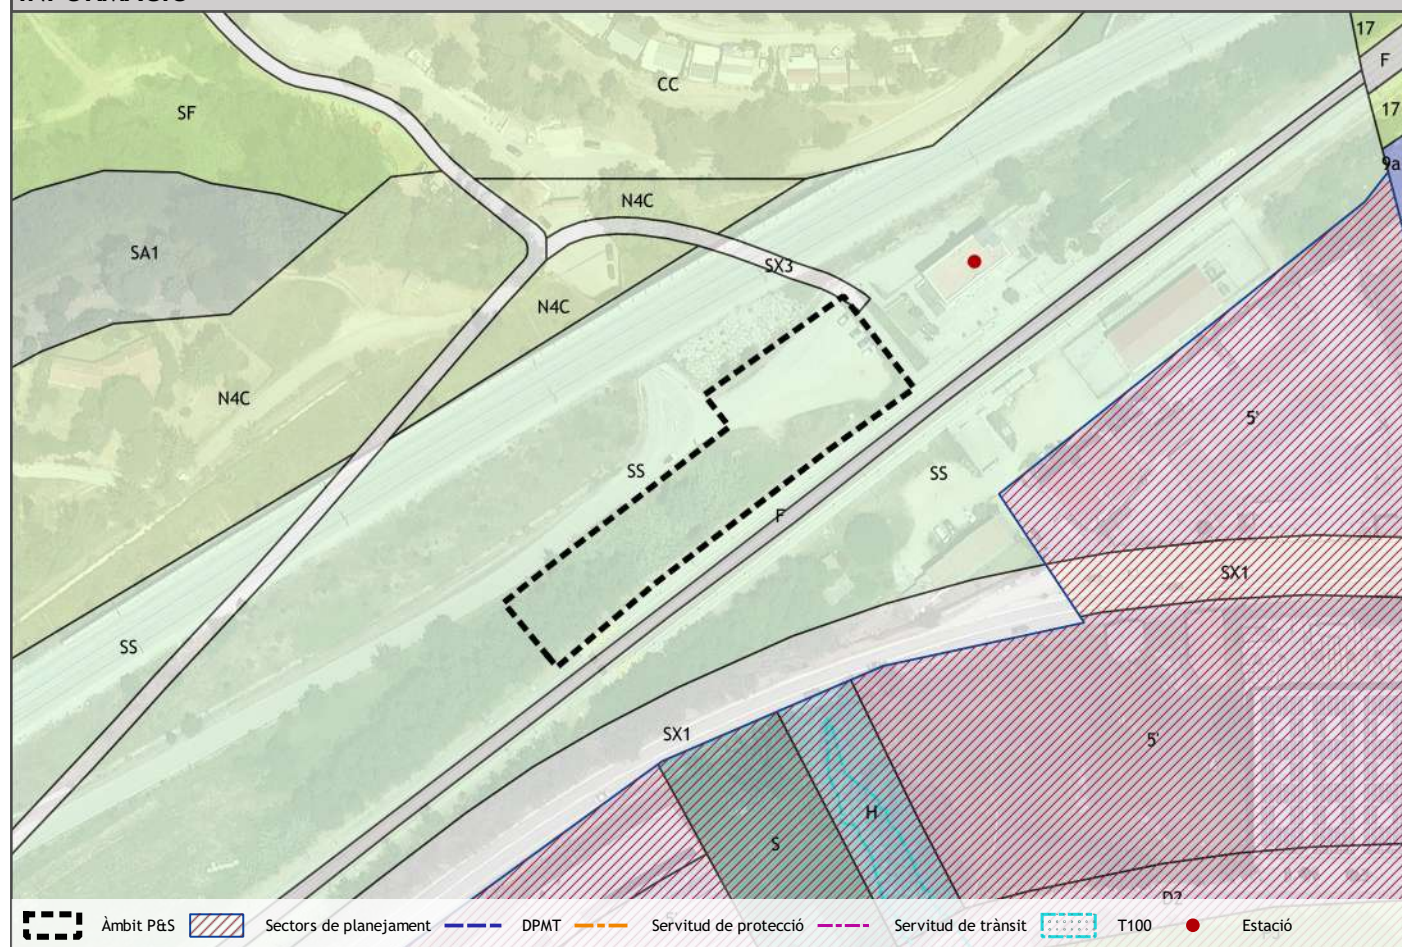 17
F
CC
SF
17
9a
N4C
SA1
SX3
N4C
N4C
5'
SS
SS
F
SX1
SS
SX1
5'
H
S
D2
Àmbit P&S
Sectors de planejament
DPMT
Servitud de protecció
Servitud de trànsit
T100
Estació